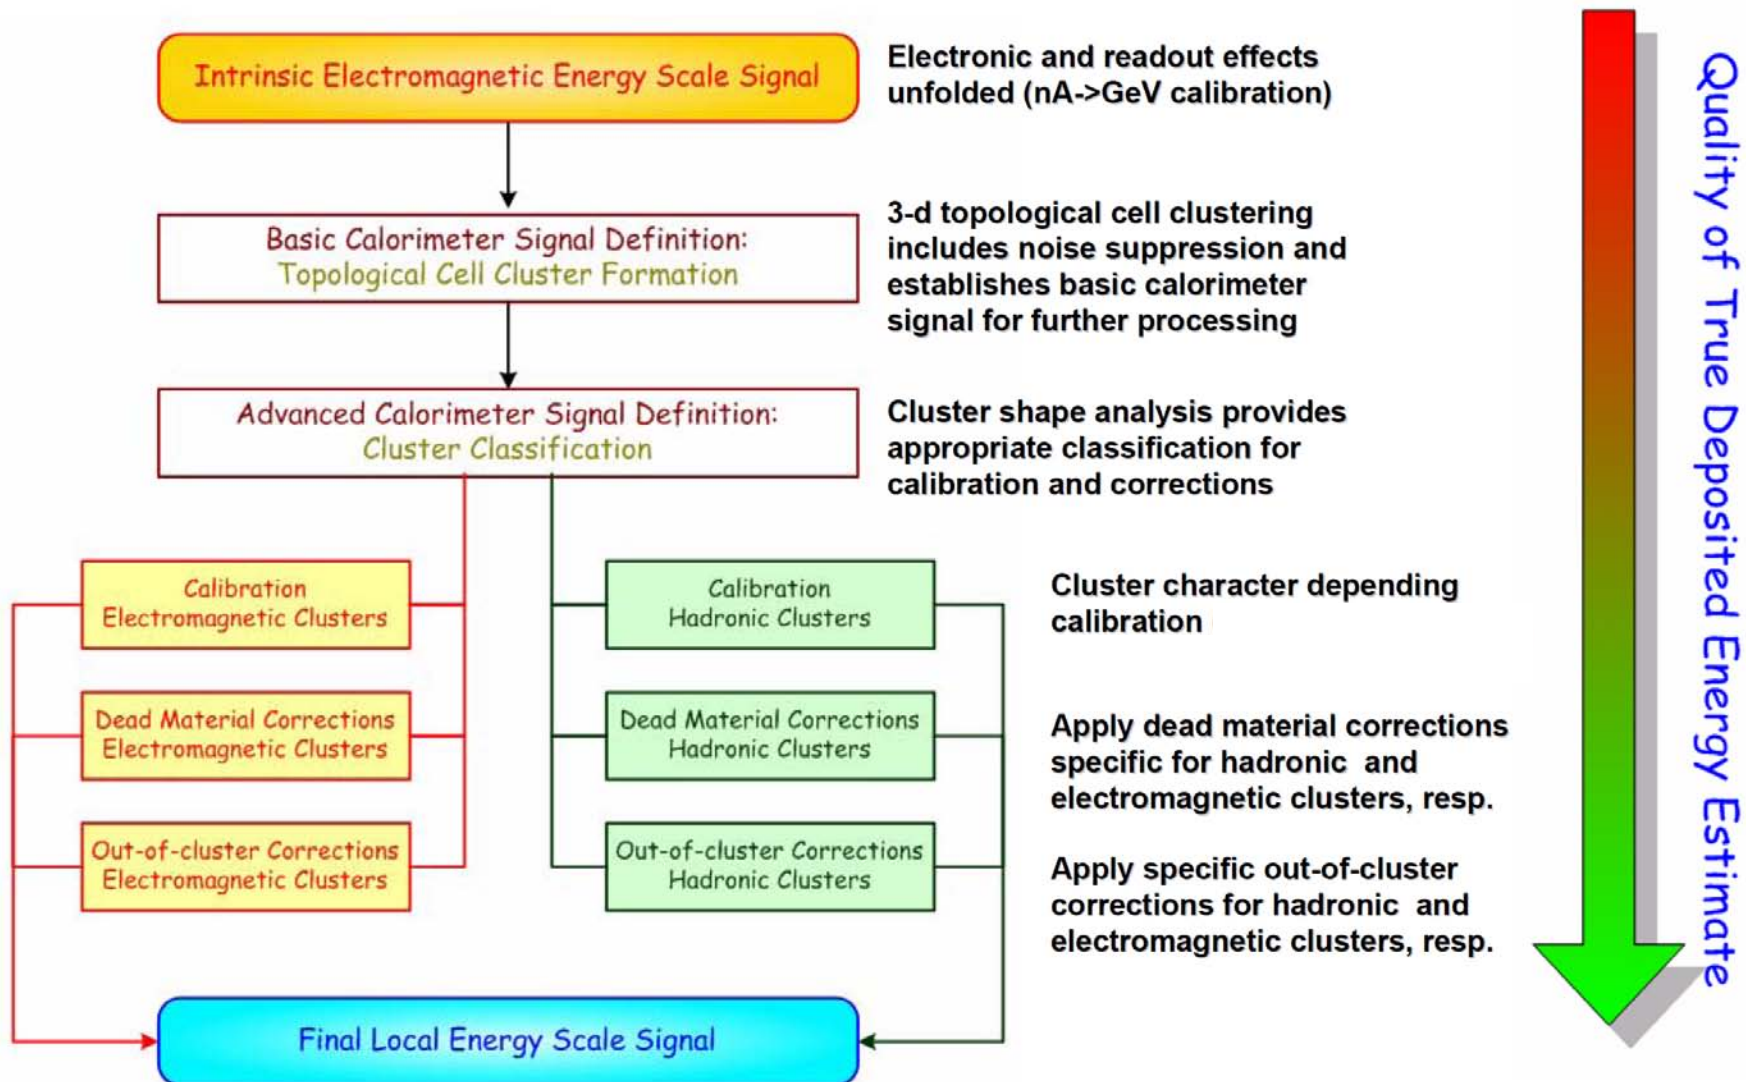 Intrinsic Electromagnetic Energy Scale Signal
Electronic and readout effects
unfolded (nA->GeV calibration)
Basic Calorimeter Signal Definition:
Topological Cell Cluster Formation
3-d topological cell clustering
includes noise suppression and
establishes basic calorimeter
signal for further processing
Advanced Calorimeter Signal Definition:
Cluster Classification
Cluster shape analysis provides
appropriate classification for
calibration and corrections
Calibration
Electromagnetic Clusters
Calibration
Hadronic Clusters
Cluster character depending
calibration
Dead Material Corrections
Electromagnetic Clusters
Dead Material Corrections
Hadronic Clusters
Apply dead material corrections
specific for hadronic  and
electromagnetic clusters, resp.
Out-of-cluster Corrections
Electromagnetic Clusters
Out-of-cluster Corrections
Hadronic Clusters
Apply specific out-of-cluster
corrections for hadronic  and
electromagnetic clusters, resp.
Final Local Energy Scale Signal
Quality of True Deposited Energy Estimate